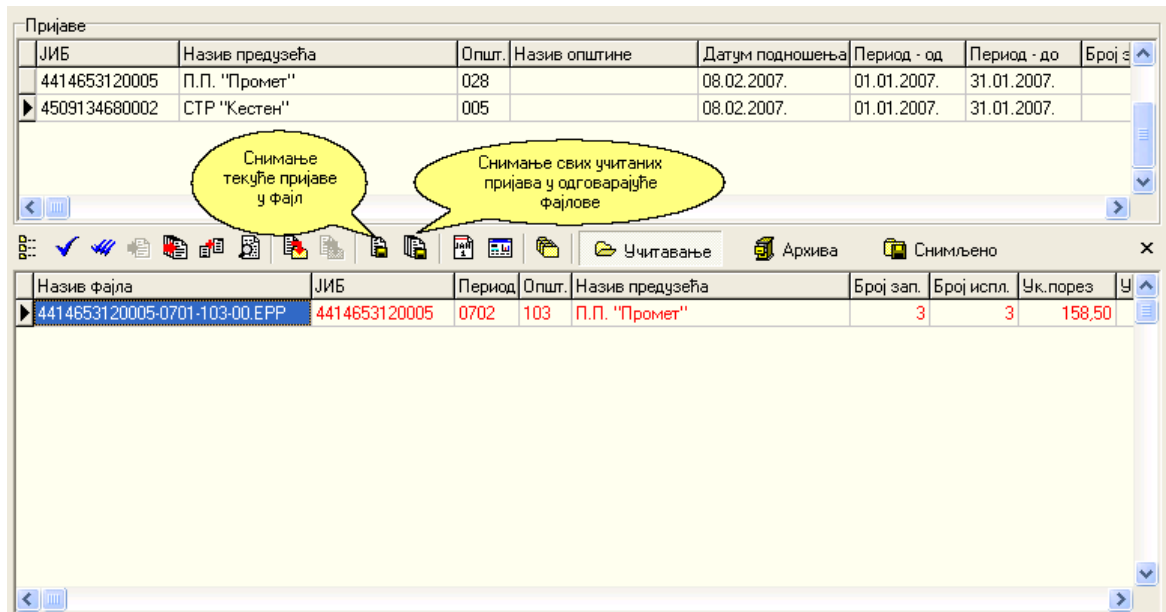 Пријаве
ЈИБ Назив предузећа Општ. Назив општине Датум подношења Период - од Период - до Број з
4414653120005 П.П. "Промет" 028 08.02.2007. 01.01.2007. 31.01.2007.
4509134680002 СТР "Кестен" 005 08.02.2007. 01.01.2007. 31.01.2007.
Снимање
текуће пријаве
у фајл
Снимање свих учитаних
пријава у одговарајуће
фајлове
Учитавање Архива Снимљено
Назив фајла ЈИБ Период Општ. Назив предузећа Број зап. Број испл. Ук.порез У
4414653120005-0701-103-00.EPP 4414653120005 0702 103 П.П. "Промет" 3 3 158,50